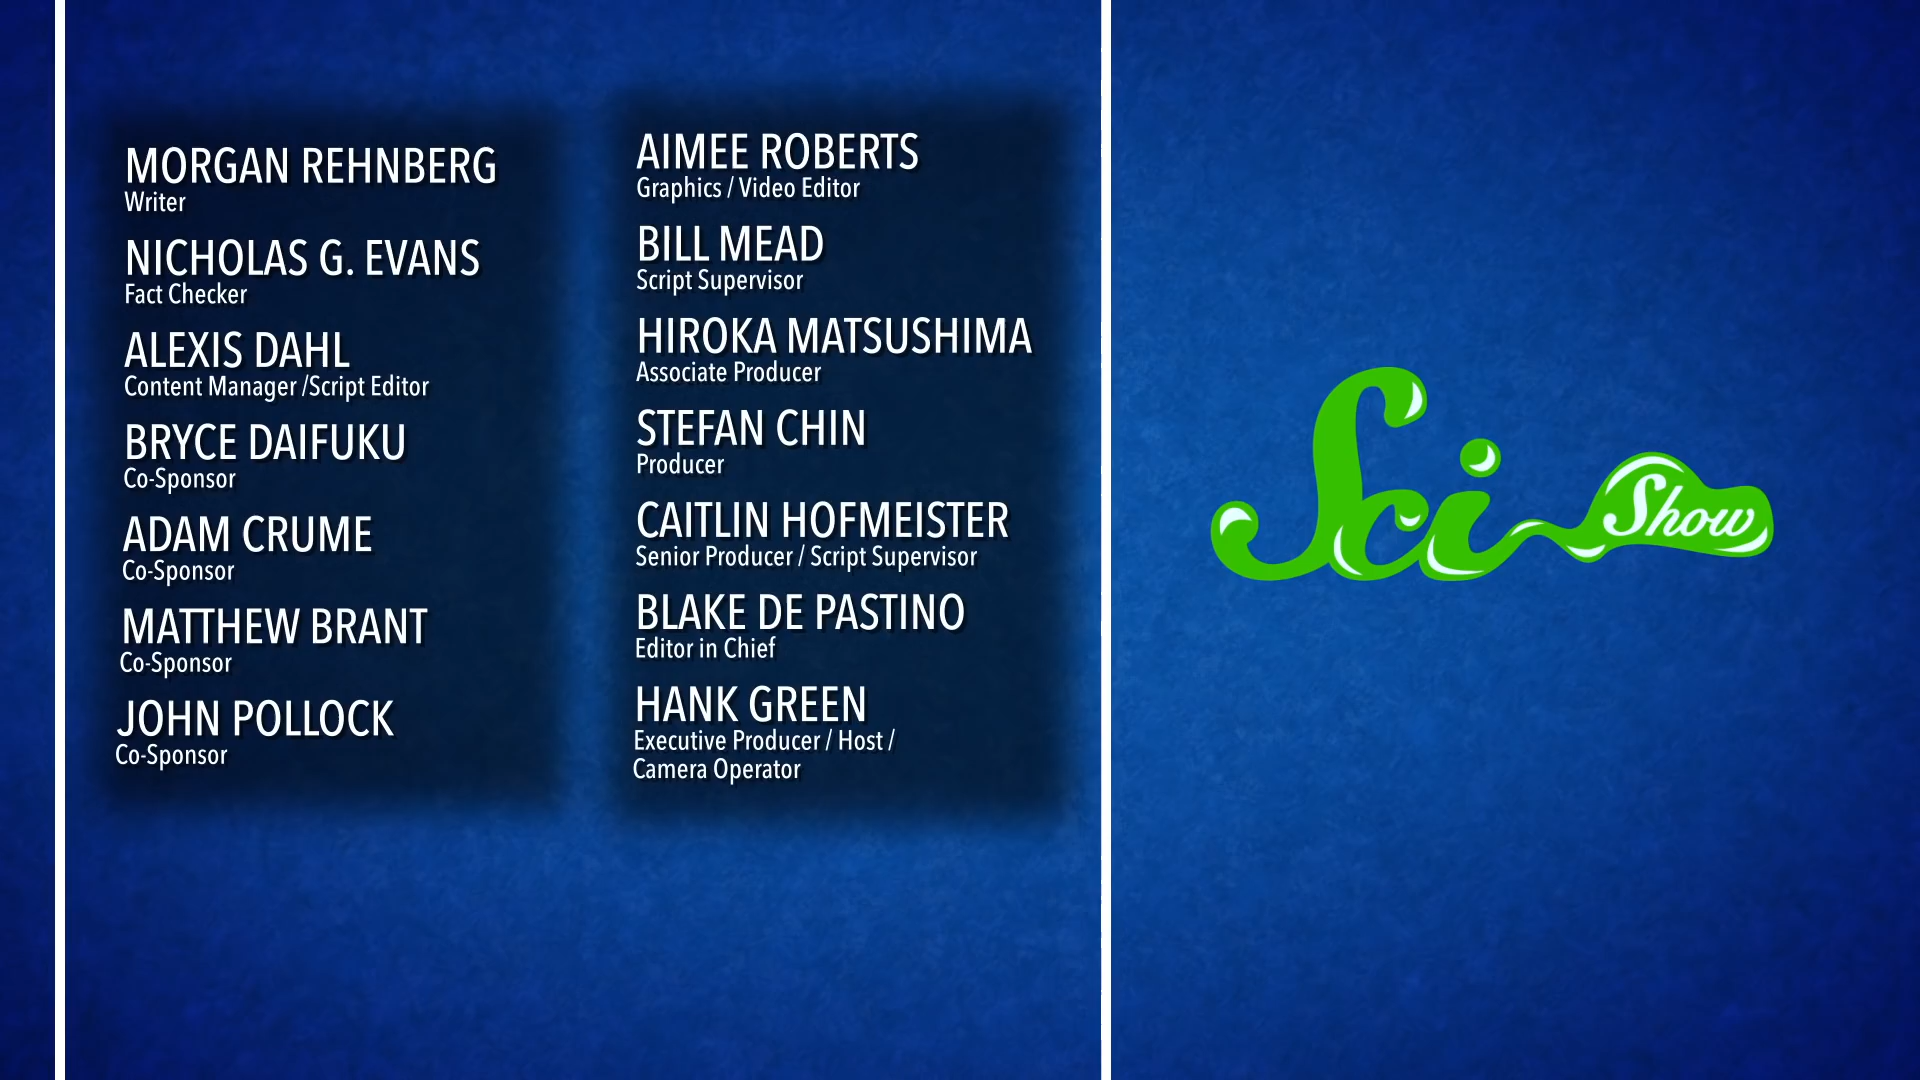 MORGAN REHNBERG
Writer
NICHOLAS G. EVANS
Fact Checker
ALEXIS DAHL
Content Manager /Script Editor
BRYCE DAIFUKU
Co-Sponsor
ADAM CRUME
Co-Sponsor
MATTHEW BRANT
Co-Sponsor
JOHN POLLOCK
Co-Sponsor
AIMEE ROBERTS
Graphics / Video Editor
BILL MEAD
Script Supervisor
HIROKA MATSUSHIMA
Associate Producer
STEFAN CHIN
Producer
CAITLIN HOFMEISTER
Senior Producer / Script Supervisor
BLAKE DE PASTINO
Editor in Chief
HANK GREEN
Executive Producer / Host /
Camera Operator
Sci Show